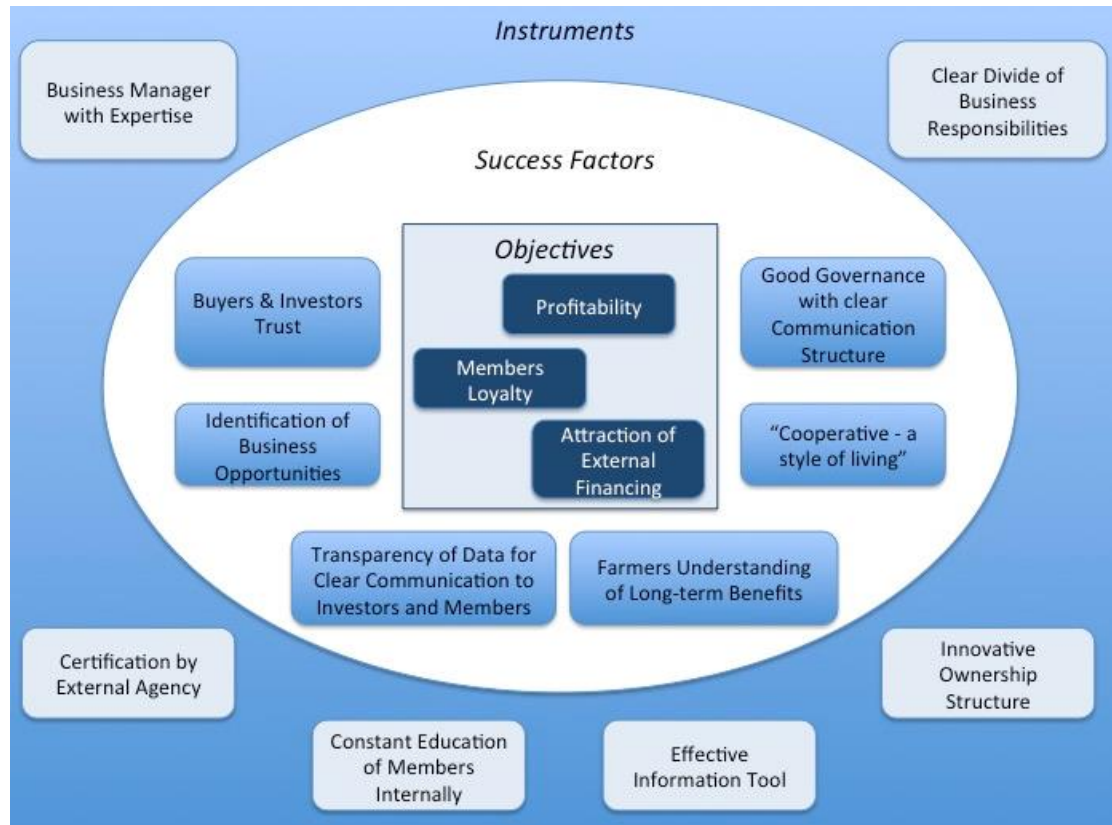 Instruments
Business Manager
with Expertise
Clear Divide of
Business
Responsibilities
Success Factors
Objectives
Profitability
Members
Loyalty
Attraction of
External
Financing
Buyers & Investors
Trust
Identification of
Business
Opportunities
Good Governance
with clear
Communication
Structure
“Cooperative - a
style of living”
Transparency of Data for
Clear Communication to
Investors and Members
Farmers Understanding
of Long-term Benefits
Certification by
External Agency
Innovative
Ownership
Structure
Constant Education
of Members
Internally
Effective
Information Tool